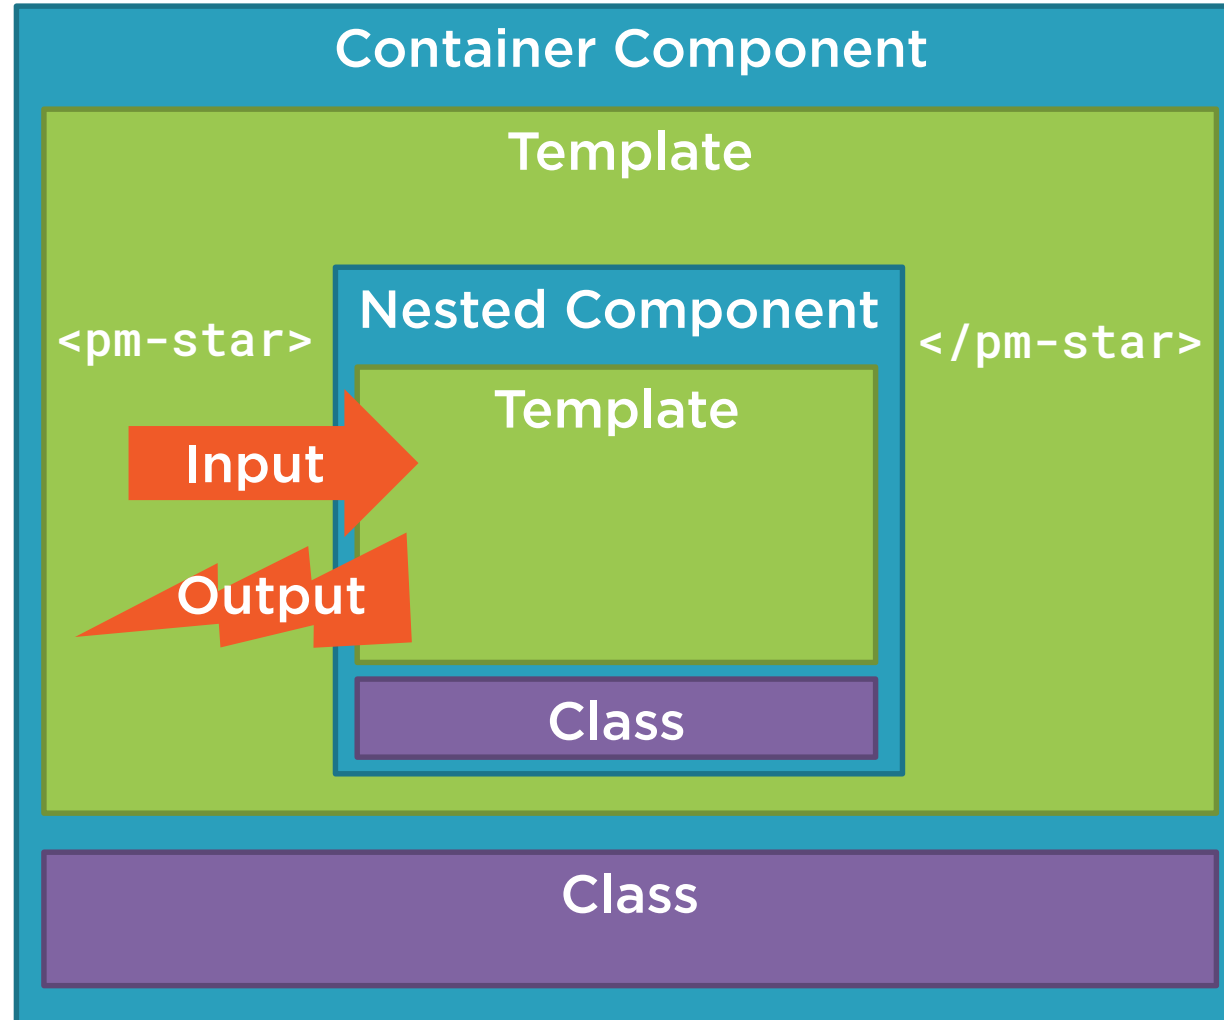 Container Component
Template
Nested Component
<pm-star>
</pm-star>
Template
Input
Output
Class
Class